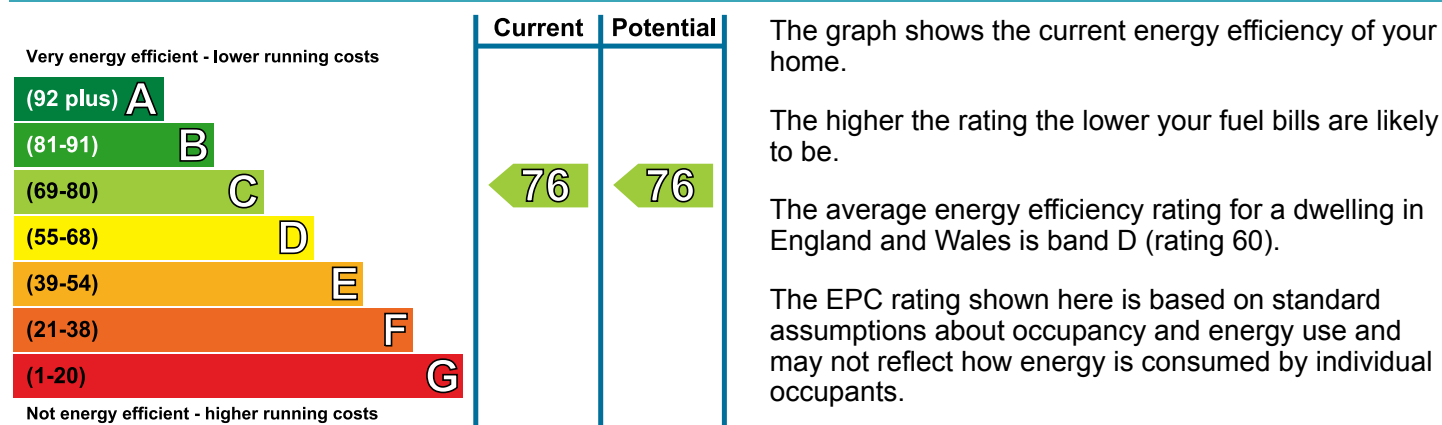 Current Potential
Very energy efficient - lower running costs
(92 plus) A
(81-91) B
(69-80) C
76 76
(55-68) D
(39-54) E
(21-38) F
(1-20) G
Not energy efficient - higher running costs
The graph shows the current energy efficiency of your
home.
The higher the rating the lower your fuel bills are likely
to be.
The average energy efficiency rating for a dwelling in
England and Wales is band D (rating 60).
The EPC rating shown here is based on standard
assumptions about occupancy and energy use and
may not reflect how energy is consumed by individual
occupants.